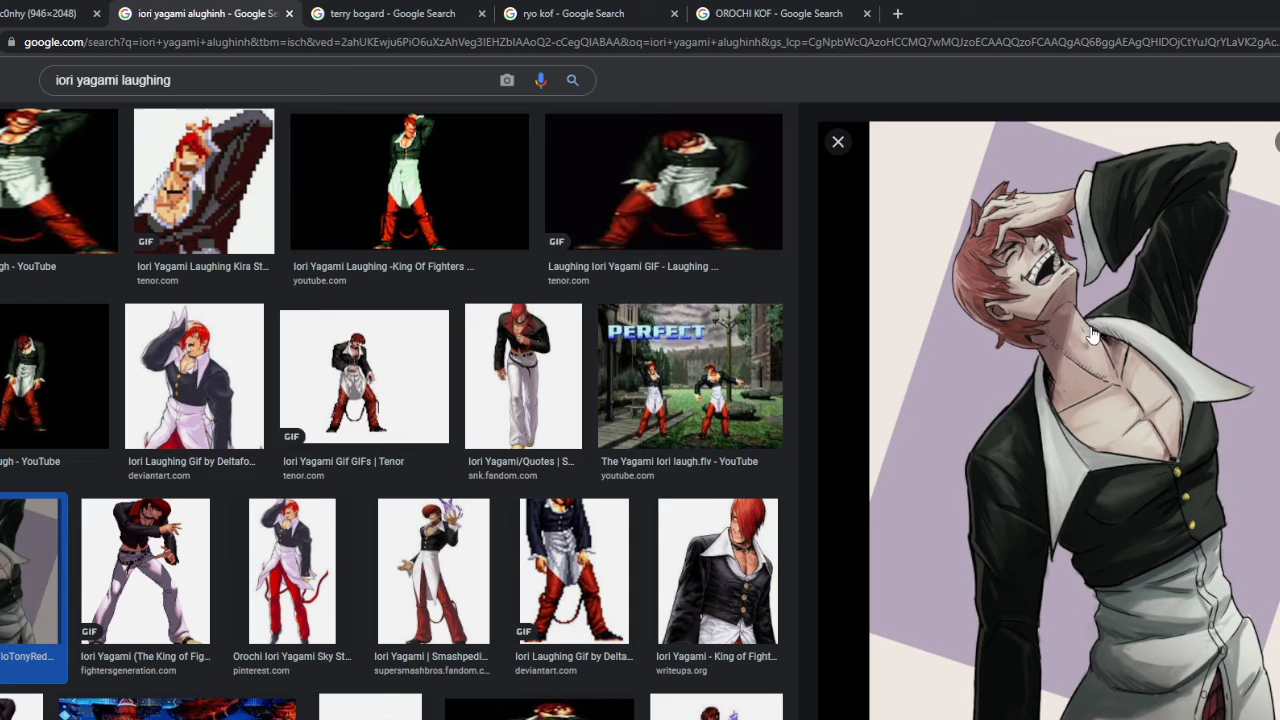 c0nhy (946×2048)
iori yagami alughinh - Google Se
terry bogard - Google Search
ryo kof - Google Search
OROCHI KOF - Google Search
google.com/search?q=iori+yagami+alughinh&tbm=isch&ved=2ahUKEwju6PiO6uXzAhVeg3IEHZbIAAoQ2-cCegQIABAA&oq=iori+yagami+alughinh&gs_lcp=CgNpbWcQAzoHCCMQ7wMQJzoECAAQQzoFCAAQgAQ6BggAEAgQHlDOjCtYuJQrYLaVK2gAc.
iori yagami laughing
GIF
GIF
gh - YouTube
Iori Yagami Laughing Kira St...
Iori Yagami Laughing -King Of Fighters ...
Laughing Iori Yagami GIF - Laughing ...
tenor.com
youtube.com
tenor.com
PERFECT
GIF
ugh - YouTube
Iori Laughing Gif by Deltafo...
Iori Yagami Gif GIFs | Tenor
Iori Yagami/Quotes | S...
The Yagami Iori laugh.flv - YouTube
deviantart.com
tenor.com
snk.fandom.com
youtube.com
GIF
GIF
ioTonyRed...
Iori Yagami (The King of Fig...
Orochi Iori Yagami Sky St...
Iori Yagami | Smashpedi...
Iori Laughing Gif by Delta...
Iori Yagami - King of Fight...
fightersgeneration.com
pinterest.com
supersmashbros.fandom.c...
deviantart.com
writeups.org